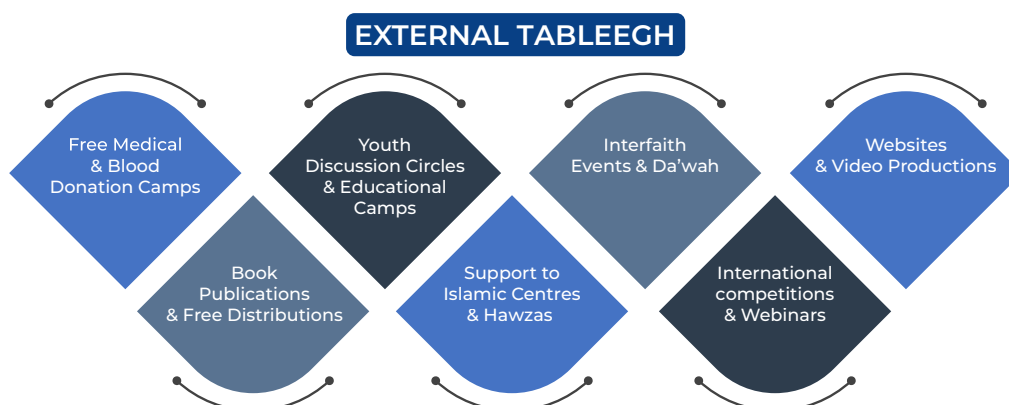 EXTERNAL TABLEEGH
Free Medical
& Blood
Donation Camps
Book
Publications
& Free Distributions
Youth
Discussion Circles
& Educational
Camps
Support to
Islamic Centres
& Hawzas
Interfaith
Events & Da’wah
International
competitions
& Webinars
Websites
& Video Productions